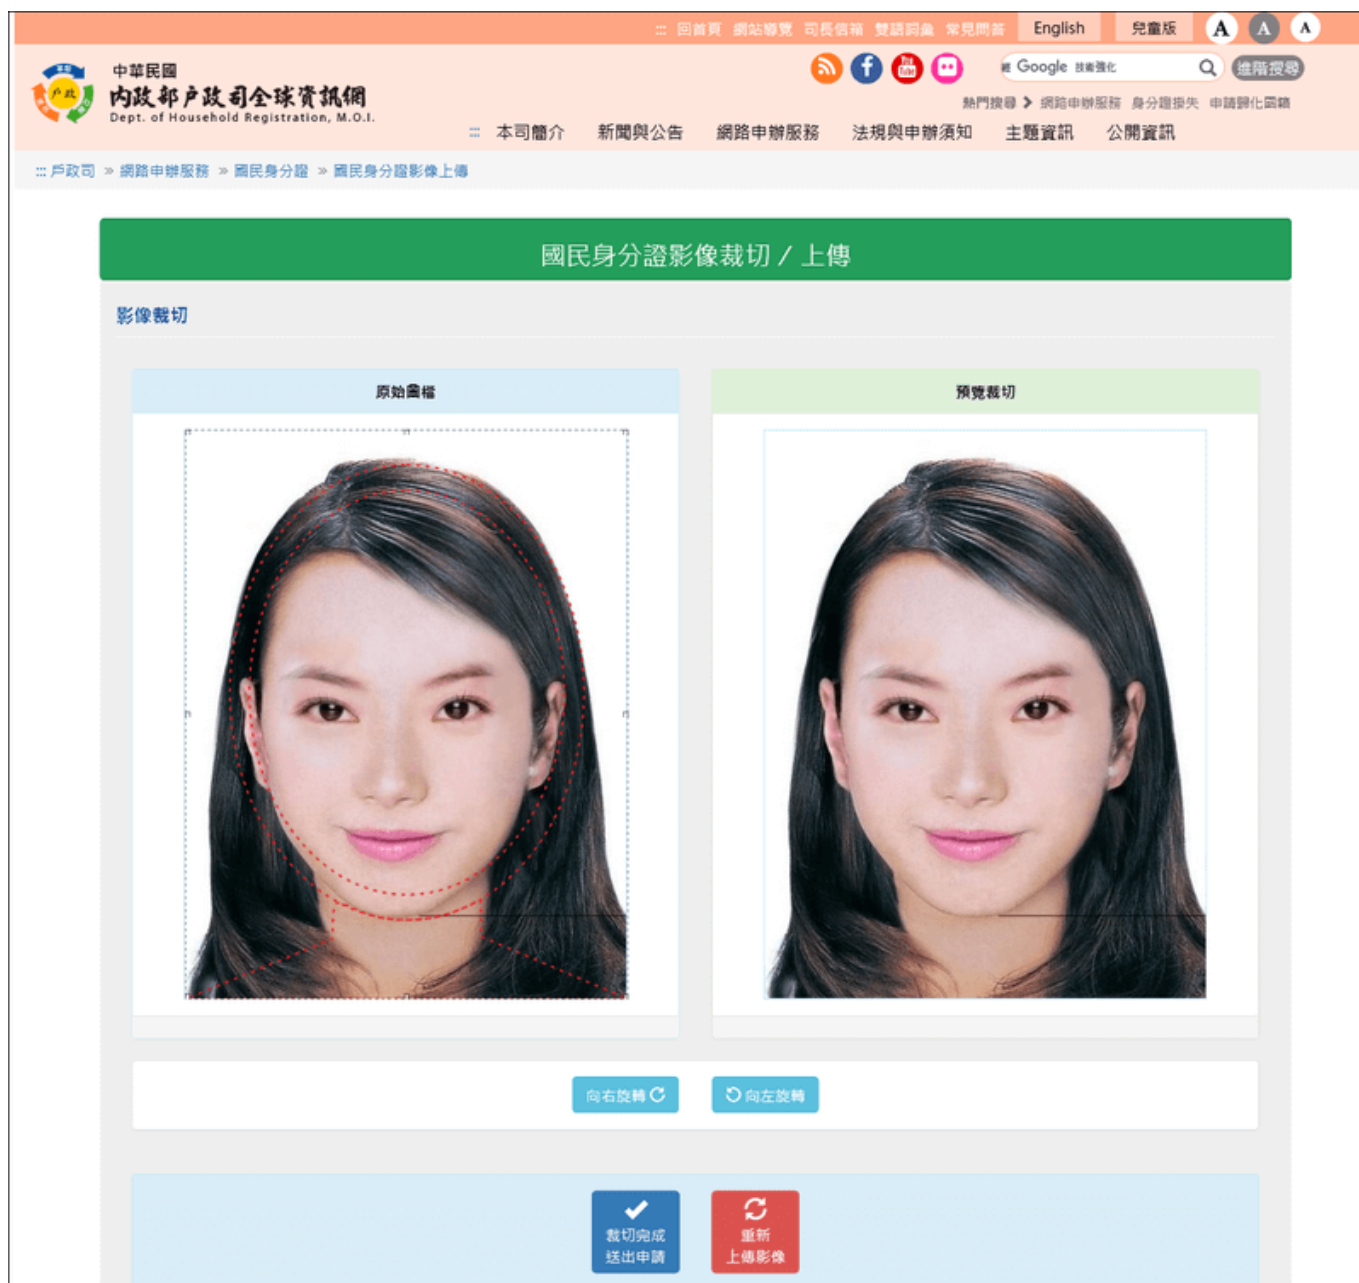 ::: 回首頁 網站導覽 司長信箱 雙語詞彙 常見問答 English 兒童版 A A A
中華民國
內政部戶政司全球資訊網
Dept. of Household Registration, M.O.I.
戶政
You Tube
Google 技術強化
進階搜尋
熱門搜尋 網路申辦服務 身分證掛失 申請歸化國籍
::: 本司簡介 新聞與公告 網路申辦服務 法規與申辦須知 主題資訊 公開資訊
::: 戶政司 » 網路申辦服務 » 國民身分證 » 國民身分證影像上傳
國民身分證影像裁切 / 上傳
影像裁切
原始圖檔
預覽裁切
向右旋轉
向左旋轉
裁切完成
送出申請
重新
上傳影像